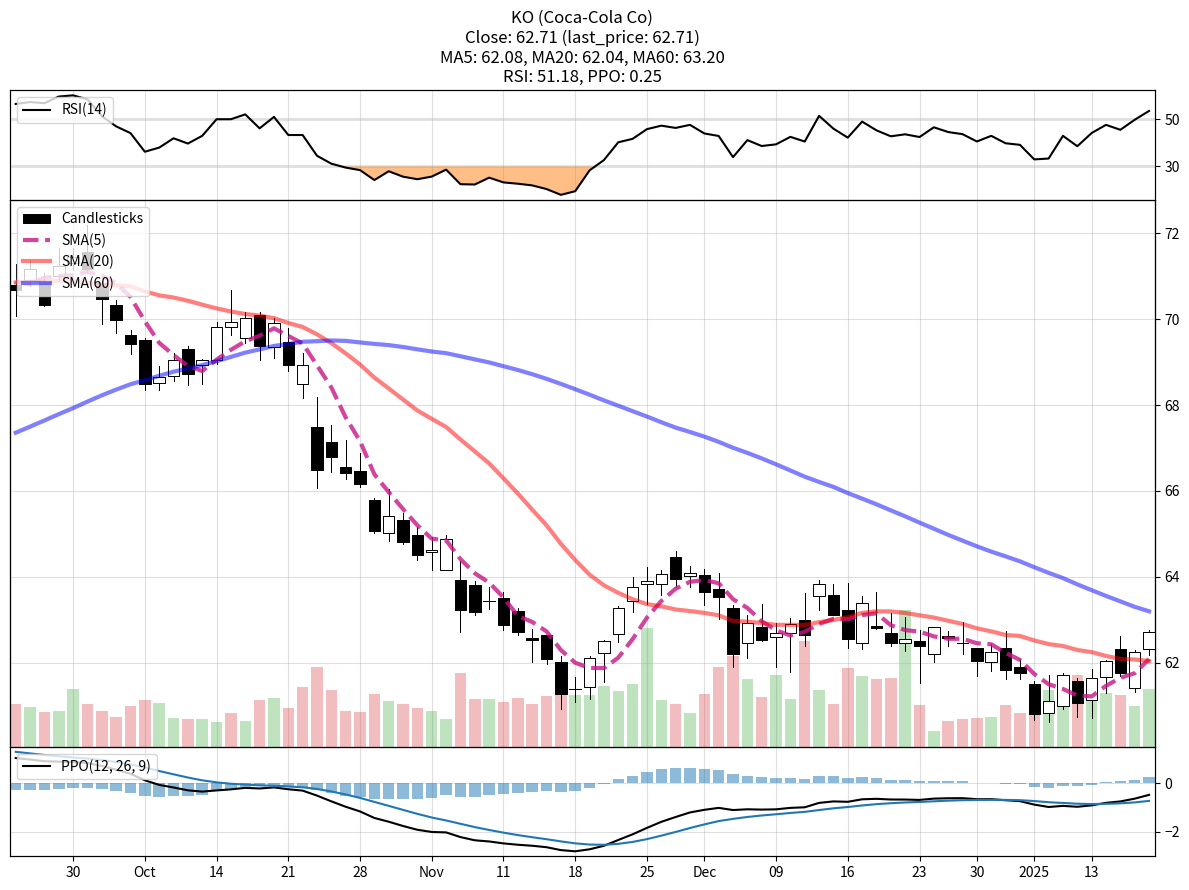 KO (Coca-Cola Co)
Close: 62.71 (last_price: 62.71)
MA5: 62.08, MA20: 62.04, MA60: 63.20
RSI: 51.18, PPO: 0.25
RSI(14)
50
30
Candlesticks
SMA(5)
SMA(20)
SMA(60)
72
70
68
66
64
62
PPO(12, 26, 9)
0
−2
30 Oct 14 21 28 Nov 11 18 25 Dec 09 16 23 30 2025 13